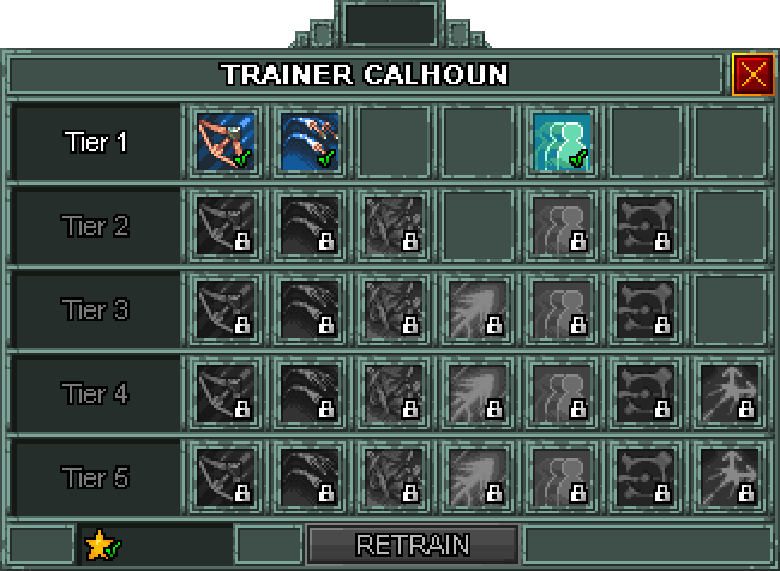 TRAINER CALHOUN
Tier 1
Tier 2
Tier 3
Tier 4
Tier 5
RETRAIN